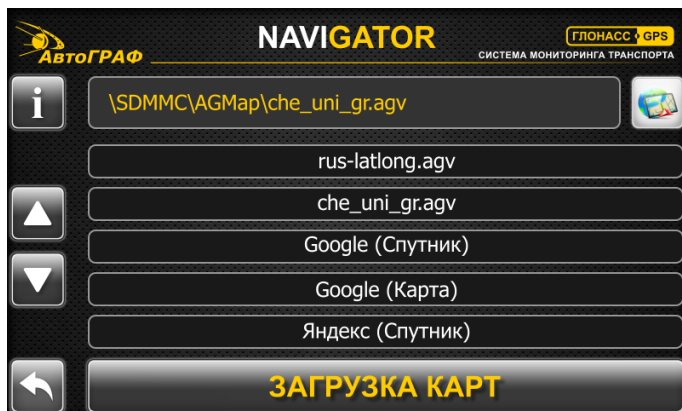 АвтоГРАФ
NAVIGATOR
ГЛОНАСС GPS
СИСТЕМА МОНИТОРИНГА ТРАНСПОРТА
i
\SDMMC\AGMap\che_uni_gr.agv
rus-latlong.agv
che_uni_gr.agv
Google (Спутник)
Google (Карта)
Яндекс (Спутник)
ЗАГРУЗКА КАРТ